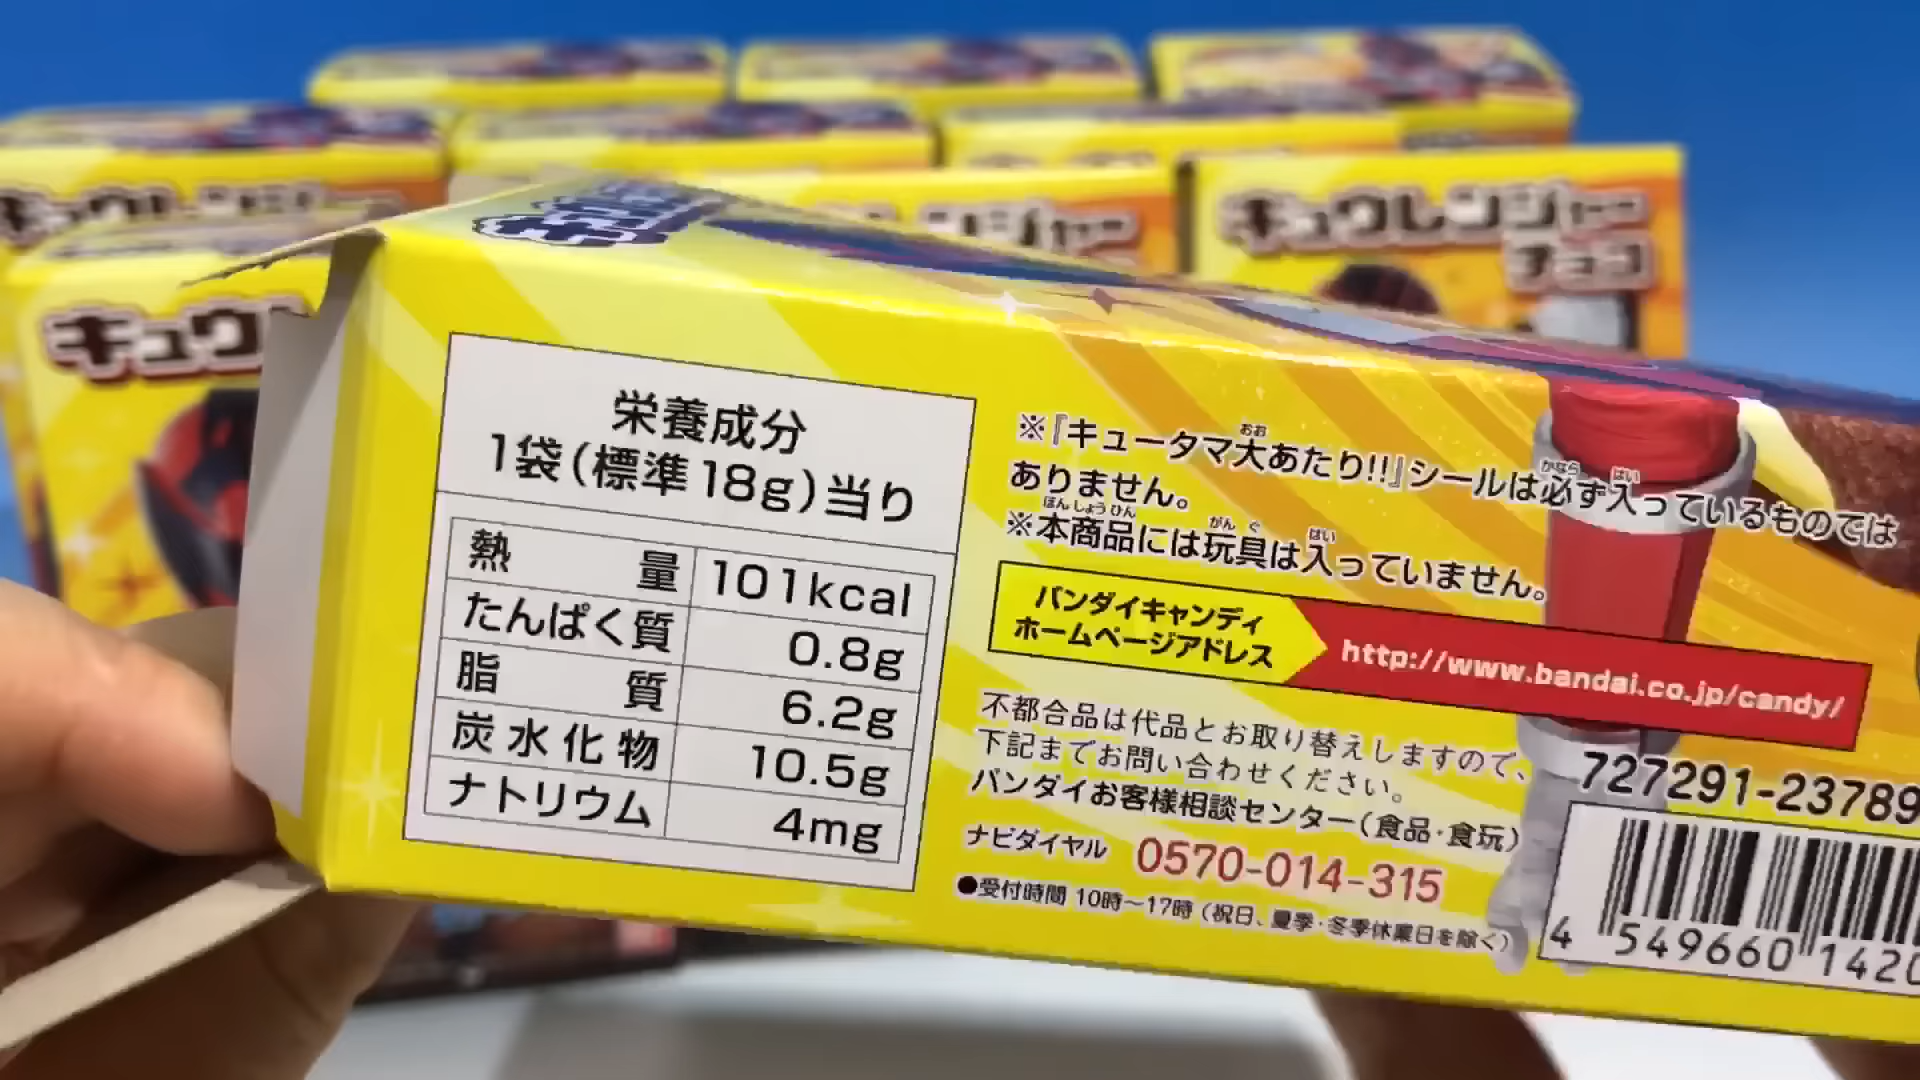 キュウレンジャー
チョコ
キュウ
栄養成分
1袋(標準18g)当り
熱量 101kcal
たんぱく質 0.8g
脂質 6.2g
炭水化物 10.5g
ナトリウム 4mg
※『キュータマ大あたり!!』シールは必ず入っているものでは
ありません。
※本商品には玩具は入っていません。
バンダイキャンディ
ホームページアドレス
http://www.bandai.co.jp/candy/
不都合品は代品とお取り替えしますので、
下記までお問い合わせください。
バンダイお客様相談センター(食品・食玩)
ナビダイヤル 0570-014-315
●受付時間 10時～17時(祝日、夏季・冬季休業日を除く)
727291-23789
4 549660 1420